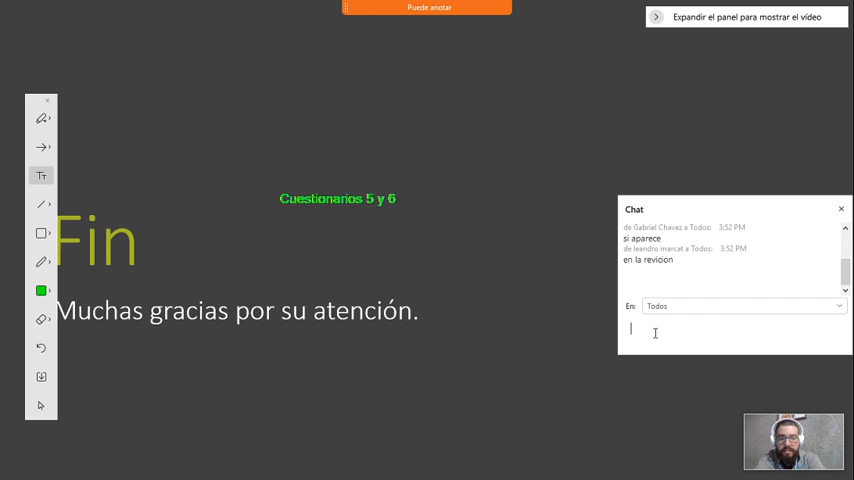 Puede anotar
Expandir el panel para mostrar el vídeo
Tт
Cuestionarios 5 y 6
Fin
Muchas gracias por su atención.
Chat
de Gabriel Chavez a Todos: 3:52 PM
si aparece
de leandro marcat a Todos: 3:52 PM
en la revicion
En: Todos